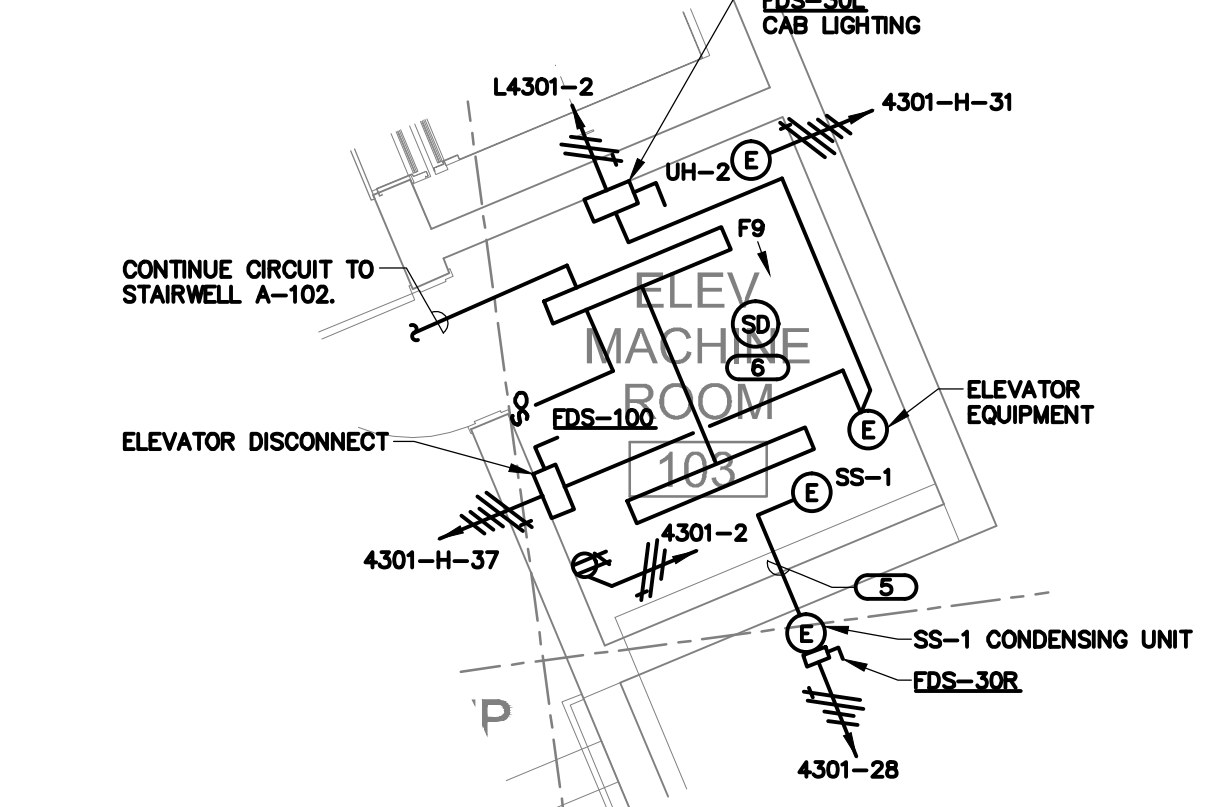 FDS-30L
CAB LIGHTING
L4301-2
4301-H-31
UH-2
E
F9
CONTINUE CIRCUIT TO
STAIRWELL A-102.
ELEV
MACHINE
ROOM
103
SD
6
ELEVATOR
EQUIPMENT
FDS-100
E
ELEVATOR DISCONNECT
SS-1
E
4301-2
4301-H-37
5
E
SS-1 CONDENSING UNIT
FDS-30R
P
4301-28